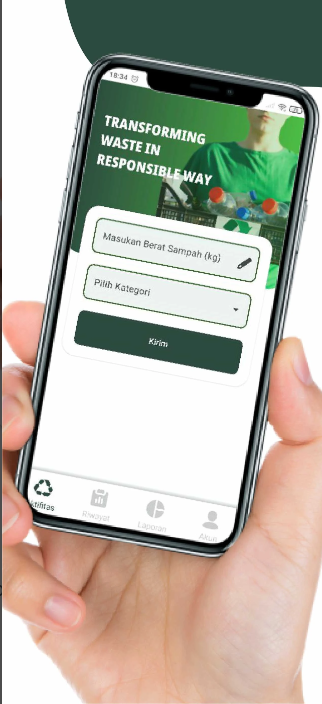 18:34
TRANSFORMING
WASTE IN
RESPONSIBLE WAY
Masukan Berat Sampah (kg)
Pilih Kategori
Kirim
ktifitas
Riwayat
Laporan
Akun